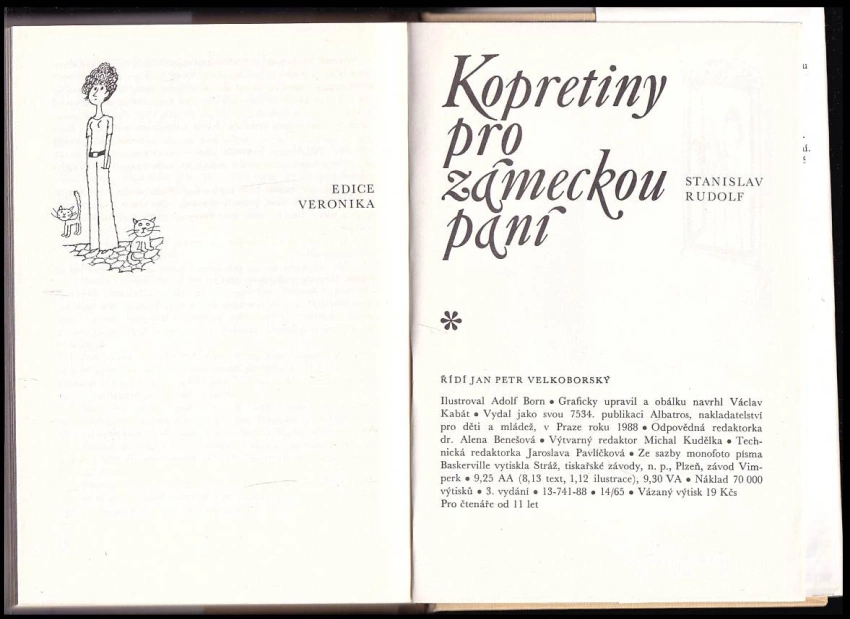 EDICE
VERONIKA
Kopretiny
pro
zámeckou
paní
STANISLAV
RUDOLF
*
ŘÍDÍ JAN PETR VELKOBORSKÝ
Ilustroval Adolf Born • Graficky upravil a obálku navrhl Václav
Kabát • Vydal jako svou 7534. publikaci Albatros, nakladatelství
pro děti a mládež, v Praze roku 1988 • Odpovědná redaktorka
dr. Alena Benešová • Výtvarný redaktor Michal Kudělka • Tech-
nická redaktorka Jaroslava Pavlíčková • Ze sazby monofoto písma
Baskerville vytiskla Stráž, tiskařské závody, n. p., Plzeň, závod Vim-
perk • 9,25 AA (8,13 text, 1,12 ilustrace); 9,30 VA • Náklad 70 000
výtisků • 3. vydání • 13-741-88 • 14/65 • Vázaný výtisk 19 Kčs
Pro čtenáře od 11 let